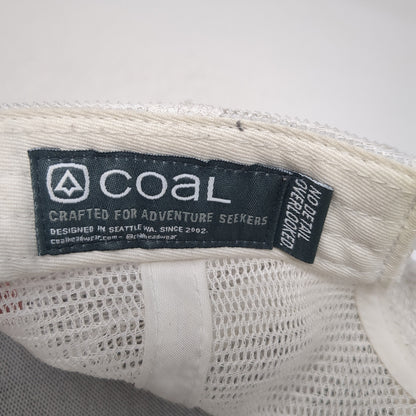 COAL
CRAFTED FOR ADVENTURE SEEKERS
DESIGNED IN SEATTLE WA. SINCE 2002.
NO DETAIL
OVERLOOKED